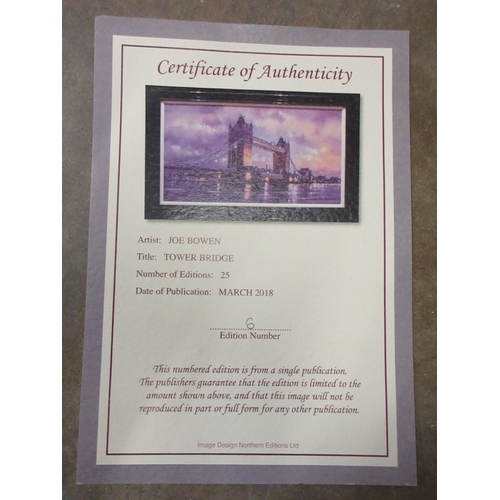 Certificate of Authenticity
Artist: JOE BOWEN
Title: TOWER BRIDGE
Number of Editions: 25
Date of Publication: MARCH 2018
6
Edition Number
This numbered edition is from a single publication.
The publishers guarantee that the edition is limited to the
amount shown above, and that this image will not be
reproduced in part or full form for any other publication.
Image Design Northern Editions Ltd